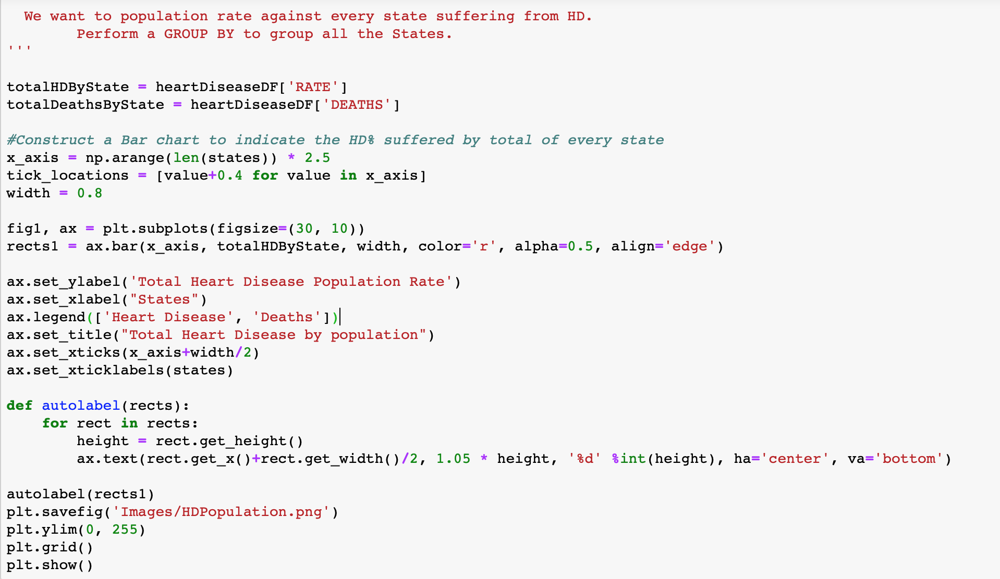 We want to population rate against every state suffering from HD.
Perform a GROUP BY to group all the States.
'''
totalHDByState = heartDiseaseDF['RATE']
totalDeathsByState = heartDiseaseDF['DEATHS']
#Construct a Bar chart to indicate the HD% suffered by total of every state
x_axis = np.arange(len(states)) * 2.5
tick_locations = [value+0.4 for value in x_axis]
width = 0.8
fig1, ax = plt.subplots(figsize=(30, 10))
rects1 = ax.bar(x_axis, totalHDByState, width, color='r', alpha=0.5, align='edge')
ax.set_ylabel('Total Heart Disease Population Rate')
ax.set_xlabel("States")
ax.legend(['Heart Disease', 'Deaths'])
ax.set_title("Total Heart Disease by population")
ax.set_xticks(x_axis+width/2)
ax.set_xticklabels(states)
def autolabel(rects):
    for rect in rects:
        height = rect.get_height()
        ax.text(rect.get_x()+rect.get_width()/2, 1.05 * height, '%d' %int(height), ha='center', va='bottom')
autolabel(rects1)
plt.savefig('Images/HDPopulation.png')
plt.ylim(0, 255)
plt.grid()
plt.show()